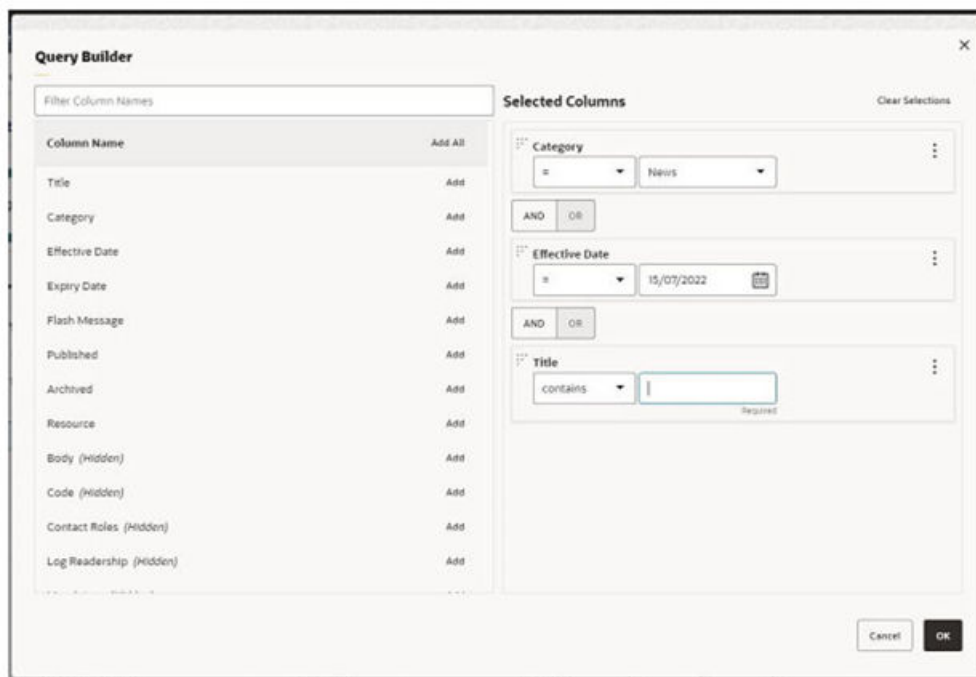 Query Builder
Filter Column Names
Column Name Add All
Title Add
Category Add
Effective Date Add
Expiry Date Add
Flash Message Add
Published Add
Archived Add
Resource Add
Body (Hidden) Add
Code (Hidden) Add
Contact Roles (Hidden) Add
Log Readership (Hidden) Add
Selected Columns Clear Selections
Category
= News
AND OR
Effective Date
= 15/07/2022
AND OR
Title
contains
Required
Cancel OK